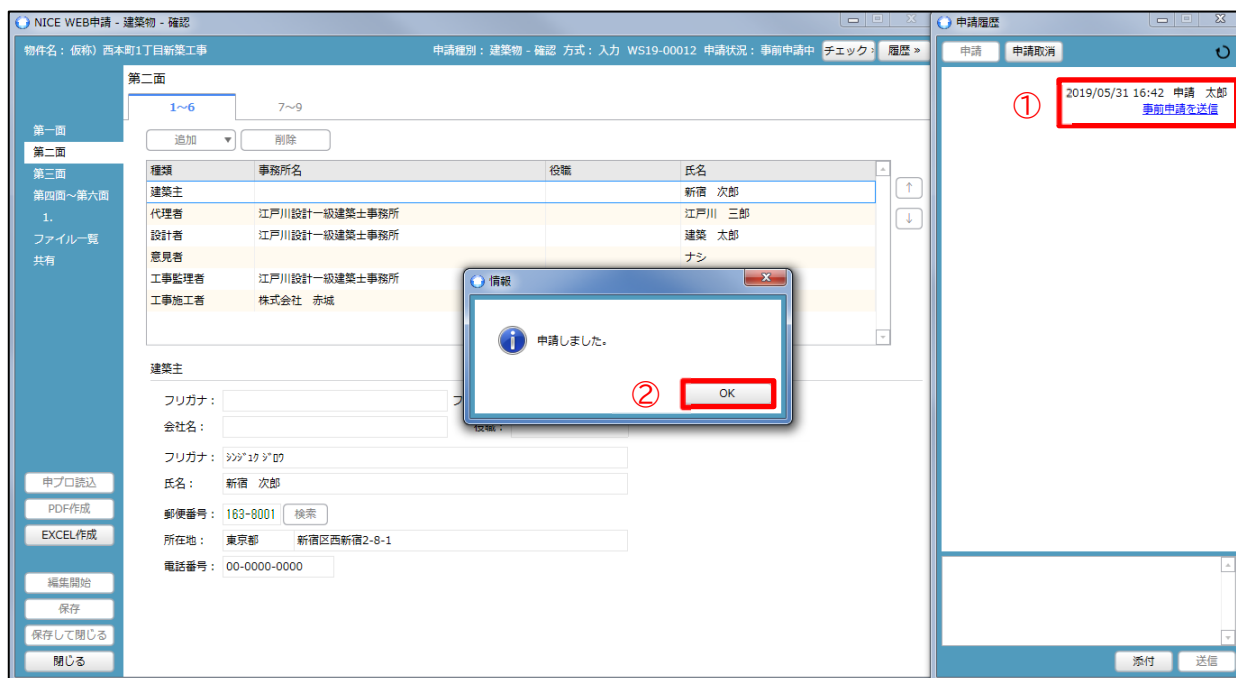 NICE WEB申請 - 建築物 - 確認
物件名： 仮称）西本町1丁目新築工事
申請種別： 建築物 - 確認 方式： 入力 WS19-00012 申請状況： 事前申請中
チェック
履歴 »
第一面
第二面
第三面
第四面～第六面
1.
ファイル一覧
共有
申プロ読込
PDF作成
EXCEL作成
編集開始
保存
保存して閉じる
閉じる
第二面
1～6
7～9
追加 ▼
削除
種類 事務所名 役職 氏名
建築主 新宿 次郎
代理者 江戸川設計一級建築士事務所 江戸川 三郎
設計者 江戸川設計一級建築士事務所 建築 太郎
意見者 ナシ
工事監理者 江戸川設計一級建築士事務所
工事施工者 株式会社 赤城
↑
↓
建築主
フリガナ： フ
会社名： 役職：
フリガナ： ｼﾝｼﾞｭｸ ｼﾞﾛｳ
氏名： 新宿 次郎
郵便番号： 163-8001 検索
所在地： 東京都 新宿区西新宿2-8-1
電話番号： 00-0000-0000
情報
申請しました。
②
OK
申請履歴
申請
申請取消
①
2019/05/31 16:42 申請 太郎
事前申請を送信
添付
送信